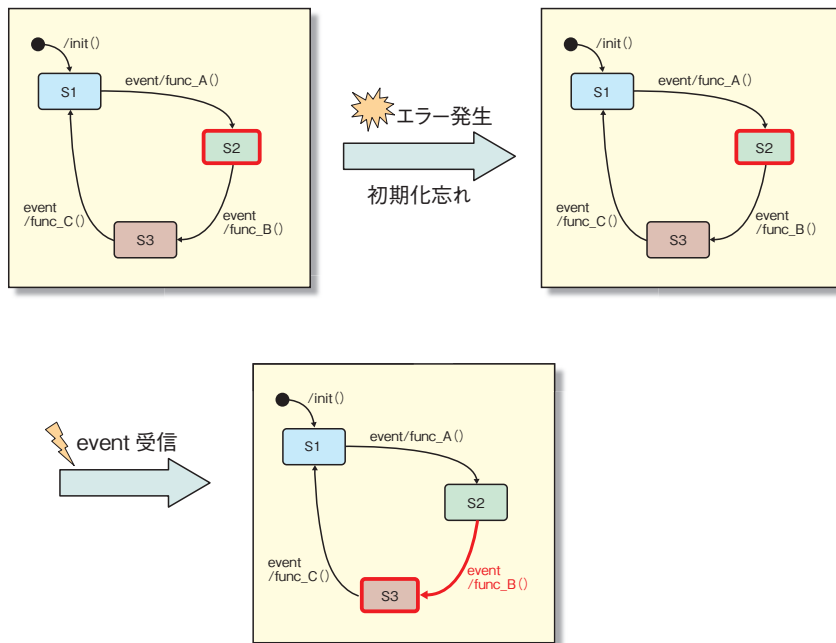 /init()
S1
event/func_A()
S2
event
/func_B()
event
/func_C()
S3
エラー発生
初期化忘れ
/init()
S1
event/func_A()
S2
event
/func_B()
event
/func_C()
S3
event 受信
/init()
S1
event/func_A()
S2
event
/func_B()
event
/func_C()
S3